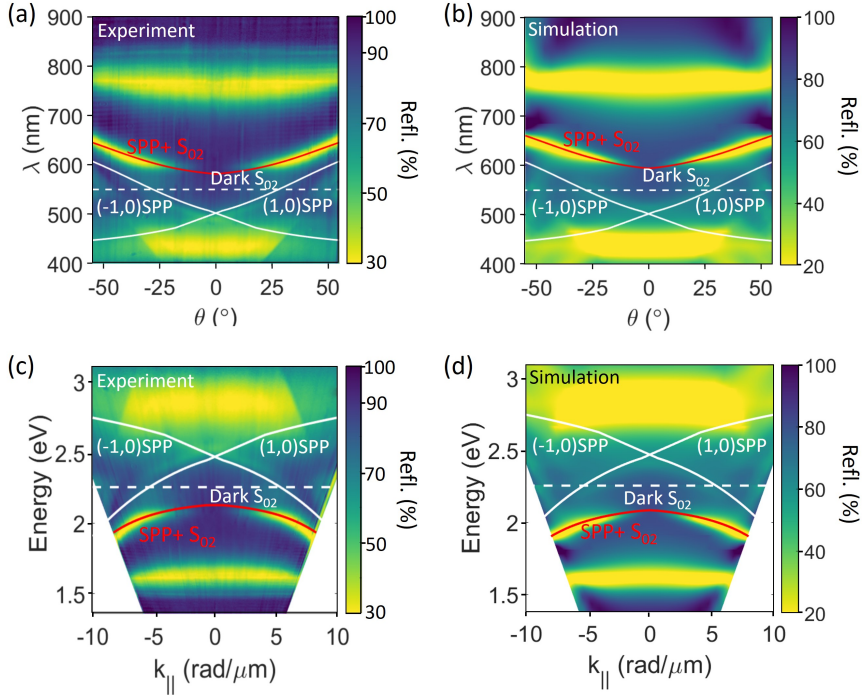 (a)
Experiment
900
800
700
600
500
400
λ (nm)
-50
-25
0
25
50
θ (°)
SPP+ S02
Dark S02
(-1,0)SPP
(1,0)SPP
100
90
70
50
30
Refl. (%)
(b)
Simulation
900
800
700
600
500
400
λ (nm)
-50
-25
0
25
50
θ (°)
SPP+ S02
Dark S02
(-1,0)SPP
(1,0)SPP
100
80
60
40
20
Refl. (%)
(c)
Experiment
3
2.5
2
1.5
Energy (eV)
-10
-5
0
5
10
k|| (rad/μm)
(-1,0)SPP
(1,0)SPP
Dark S02
SPP+ S02
100
90
70
50
30
Refl. (%)
(d)
Simulation
3
2.5
2
1.5
Energy (eV)
-10
-5
0
5
10
k|| (rad/μm)
(-1,0)SPP
(1,0)SPP
Dark S02
SPP+ S02
100
80
60
40
20
Refl. (%)